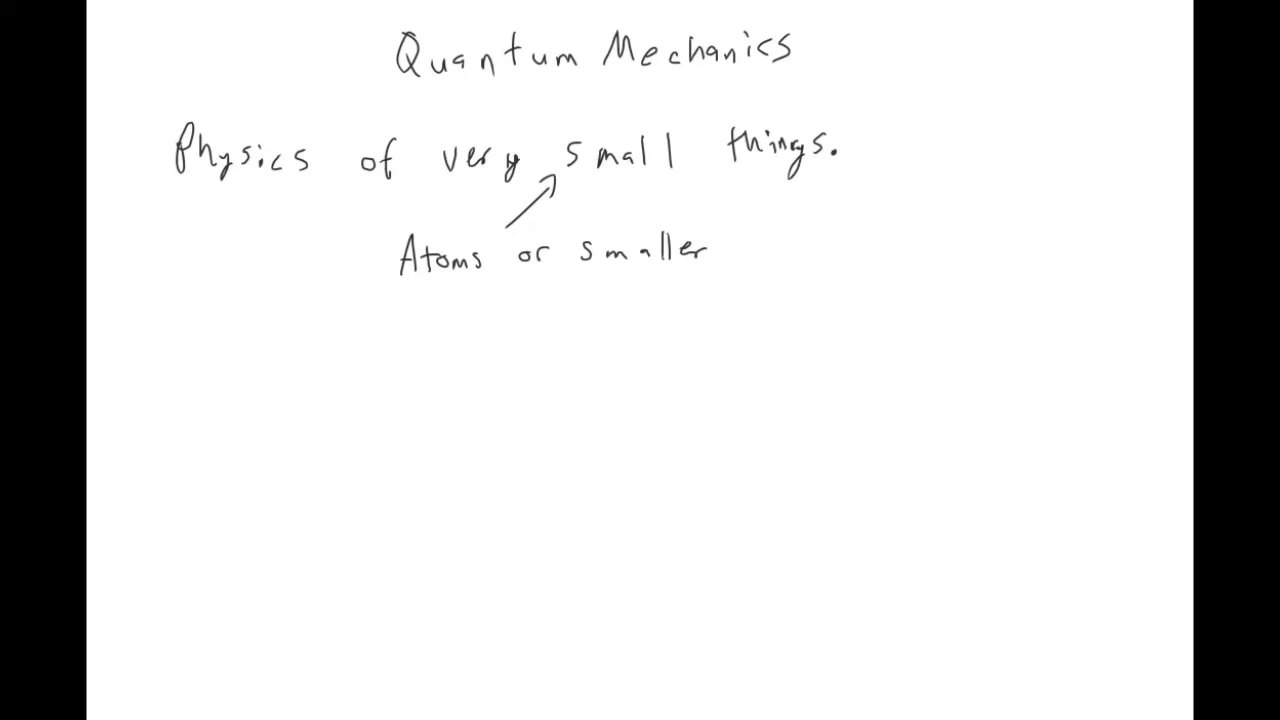 Quantum Mechanics
Physics of very small things.
Atoms or smaller